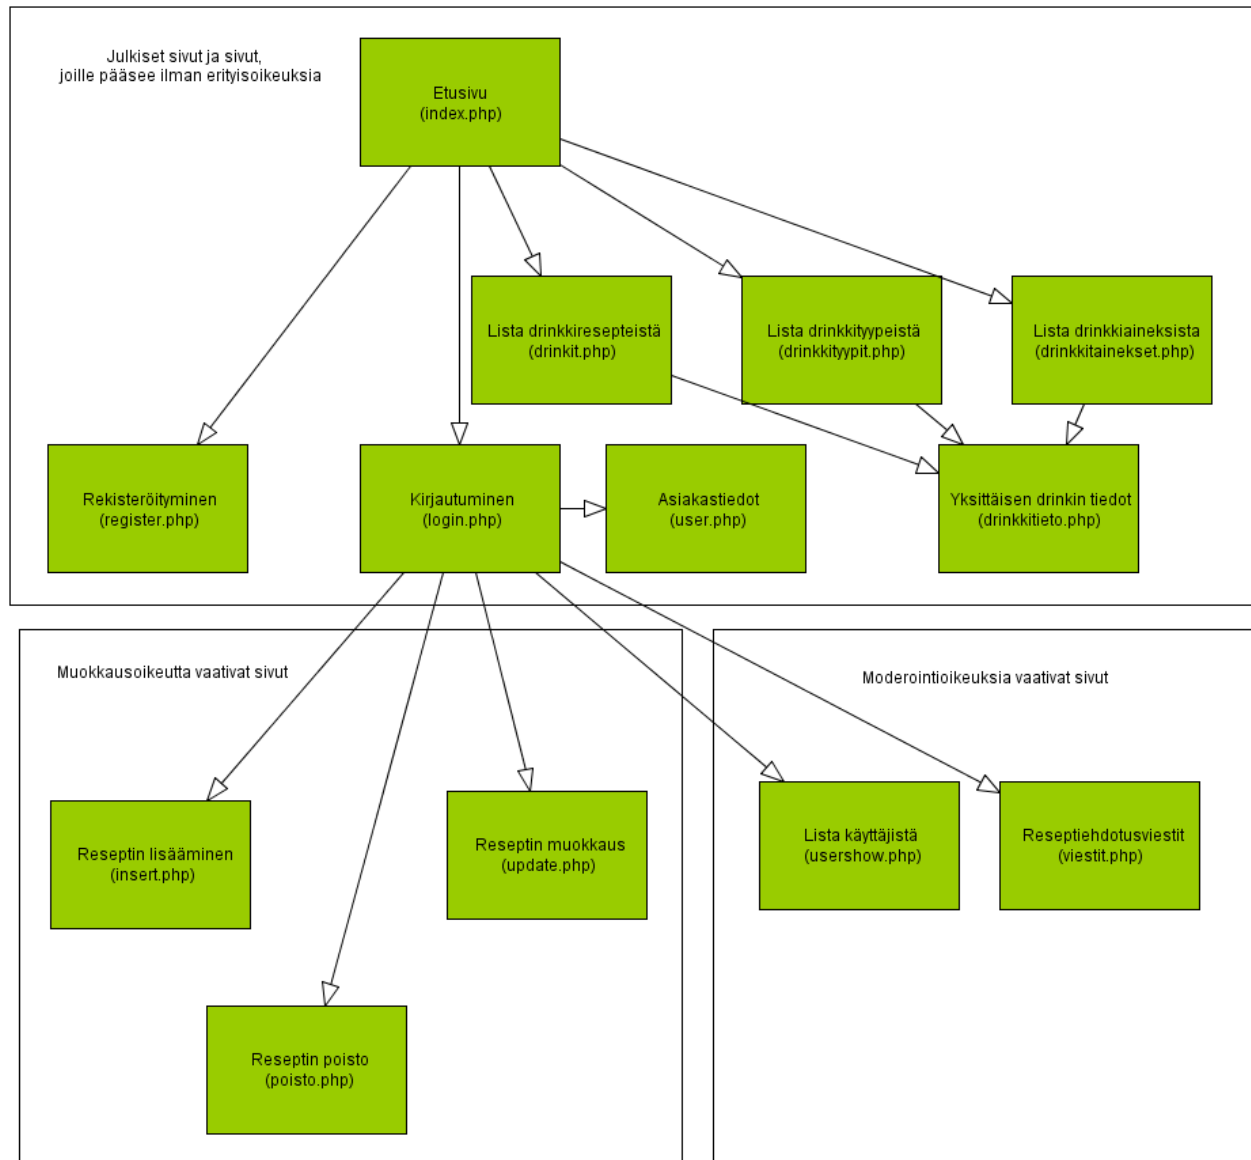 Julkiset sivut ja sivut,
joille pääsee ilman erityisoikeuksia
Etusivu
(index.php)
Lista drinkkiresepteistä
(drinkit.php)
Lista drinkkityypeistä
(drinkkityypit.php)
Lista drinkkiaineksista
(drinkkitainekset.php)
Rekisteröityminen
(register.php)
Kirjautuminen
(login.php)
Asiakastiedot
(user.php)
Yksittäisen drinkin tiedot
(drinkkitieto.php)
Muokkausoikeutta vaativat sivut
Moderointioikeuksia vaativat sivut
Reseptin lisääminen
(insert.php)
Reseptin muokkaus
(update.php)
Lista käyttäjistä
(usershow.php)
Reseptiehdotusviestit
(viestit.php)
Reseptin poisto
(poisto.php)